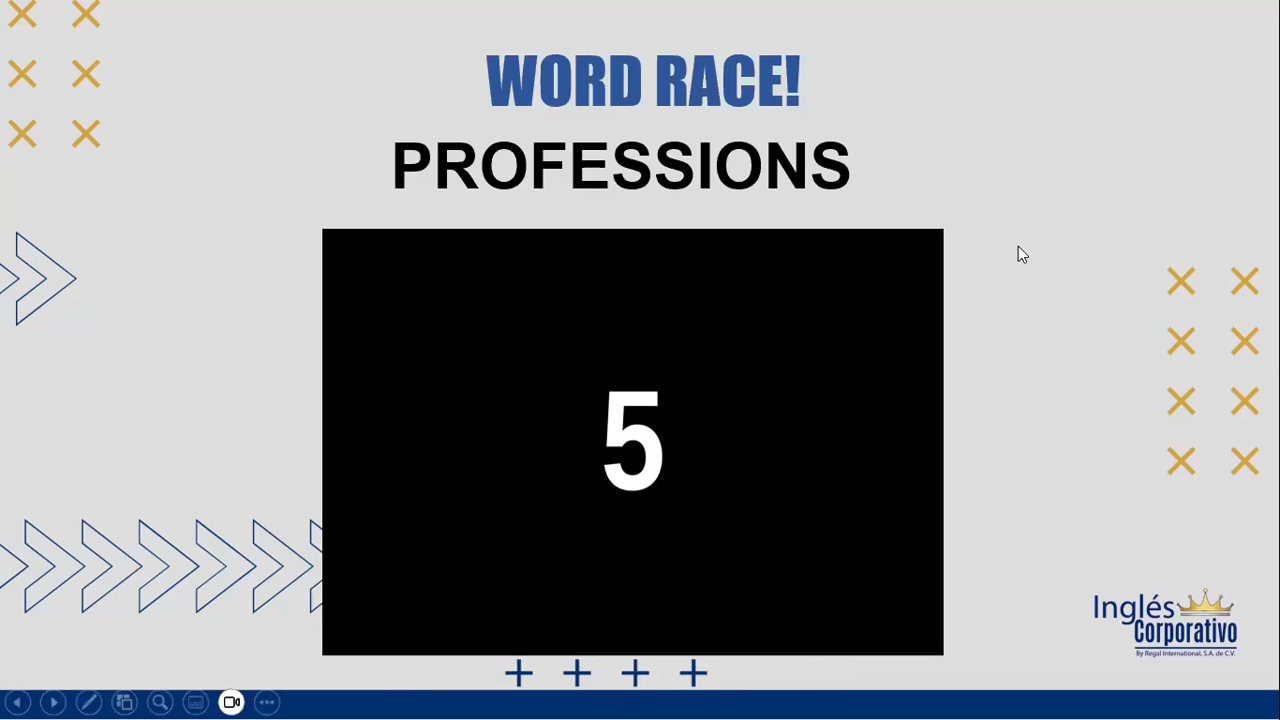 WORD RACE!
PROFESSIONS
5
Inglés
Corporativo
By Regal International, S.A. de C.V.